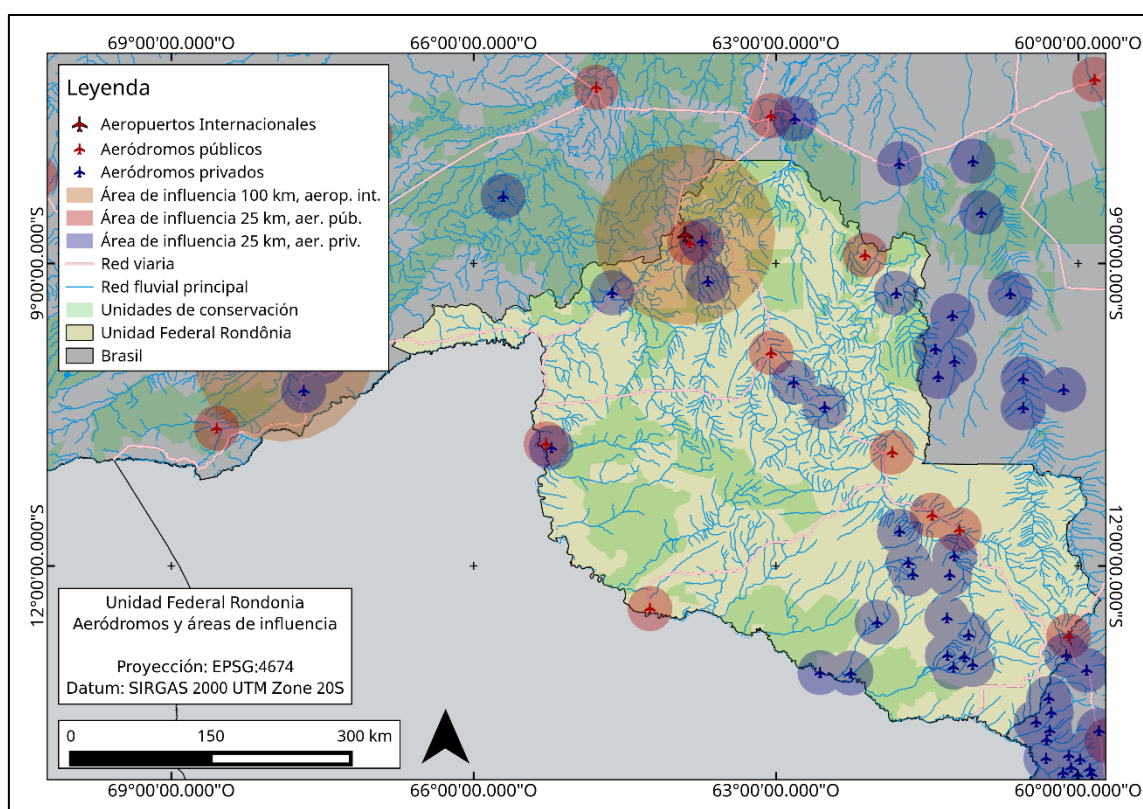 69°00'00.000"O 66°00'00.000"O 63°00'00.000"O 60°00'00.000"O
Leyenda
Aeropuertos Internacionales
Aeródromos públicos
Aeródromos privados
Área de influencia 100 km, aerop. int.
Área de influencia 25 km, aer. púb.
Área de influencia 25 km, aer. priv.
Red viaria
Red fluvial principal
Unidades de conservación
Unidad Federal Rondônia
Brasil
9°00'00.000"S
9°00'00.000"S
12°00'00.000"S
12°00'00.000"S
Unidad Federal Rondonia
Aeródromos y áreas de influencia
Proyección: EPSG:4674
Datum: SIRGAS 2000 UTM Zone 20S
0 150 300 km
69°00'00.000"O 66°00'00.000"O 63°00'00.000"O 60°00'00.000"O